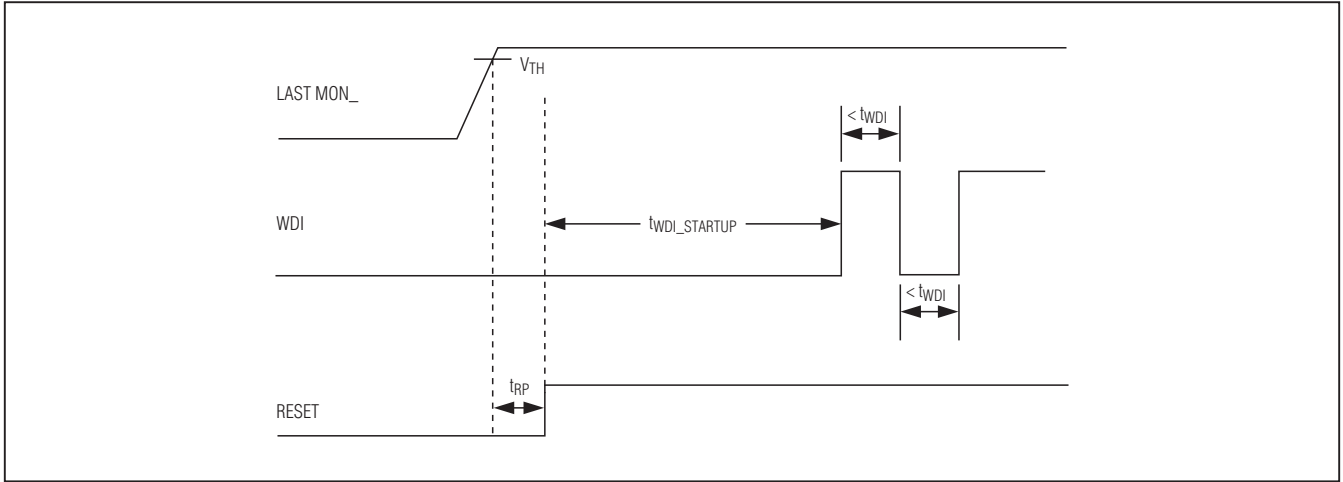 VTH
LAST MON_
< tWDI
WDI
tWDI_STARTUP
< tWDI
tRP
RESET